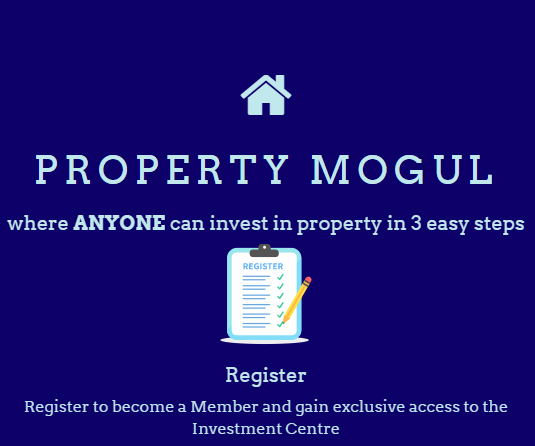 PROPERTY MOGUL
where ANYONE can invest in property in 3 easy steps
REGISTER
Register
Register to become a Member and gain exclusive access to the
Investment Centre